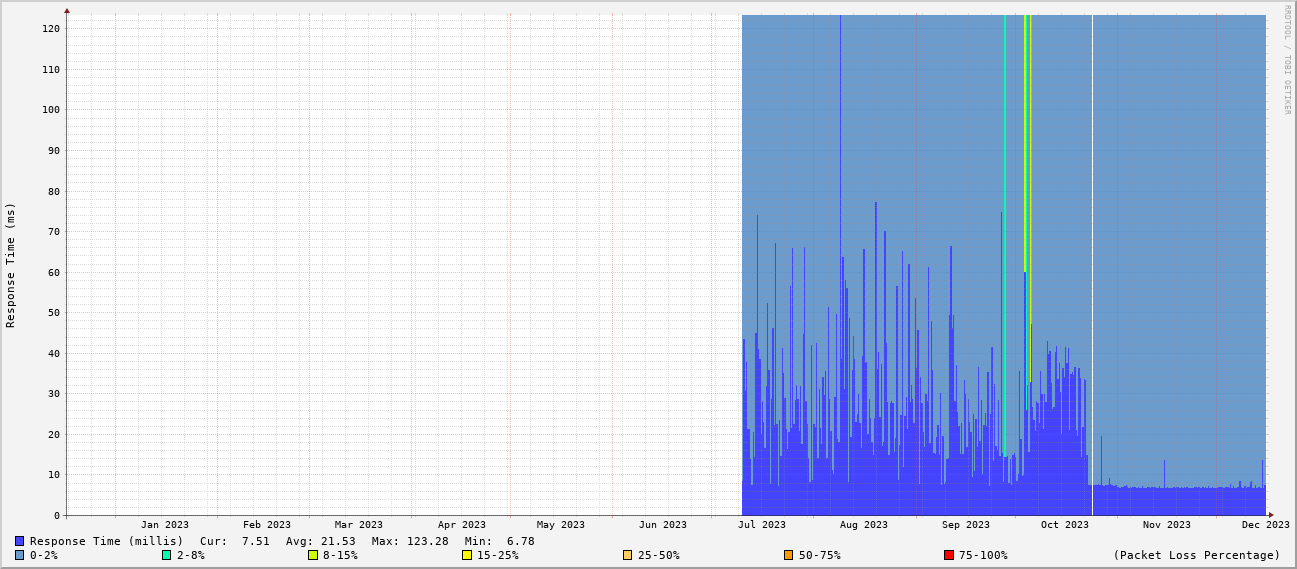 RRDTOOL / TOBI OETIKER
Response Time (ms)
120
110
100
90
80
70
60
50
40
30
20
10
0
Jan 2023 Feb 2023 Mar 2023 Apr 2023 May 2023 Jun 2023 Jul 2023 Aug 2023 Sep 2023 Oct 2023 Nov 2023 Dec 2023
Response Time (millis) Cur: 7.51 Avg: 21.53 Max: 123.28 Min: 6.78
0-2% 2-8% 8-15% 15-25% 25-50% 50-75% 75-100% (Packet Loss Percentage)